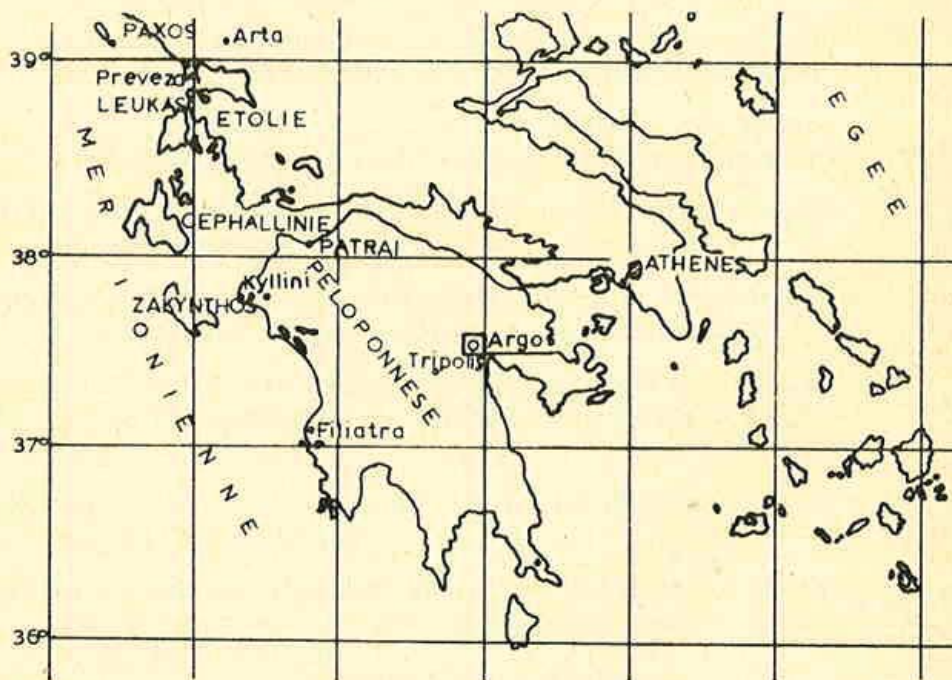 PAXOS
Arta
39°
Preveza
LEUKAS
ETOLIE
MER IONIENNE
EGEE
CEPHALLINIE
PATRAI
38°
ATHENES
Kyllini
ZAKYNTHOS
PELOPONNESE
Argos
Tripolis
Filiatra
37°
36°